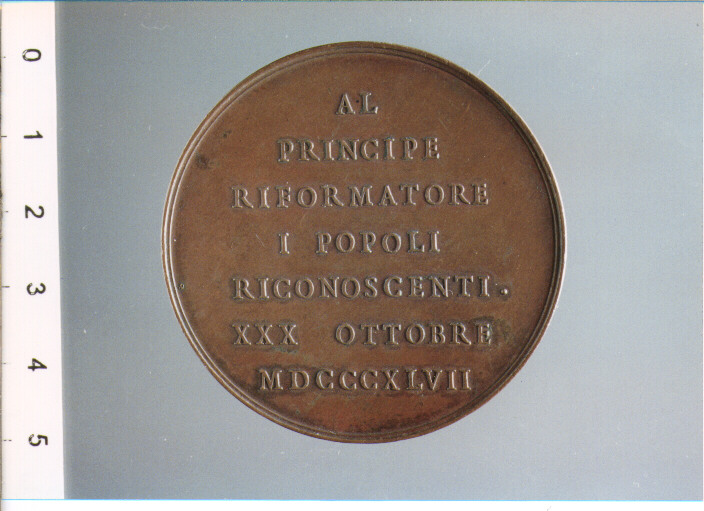 AL
PRINCIPE
RIFORMATORE
I POPOLI
RICONOSCENTI.
XXX OTTOBRE
MDCCCXLVII
0
1
2
3
4
5